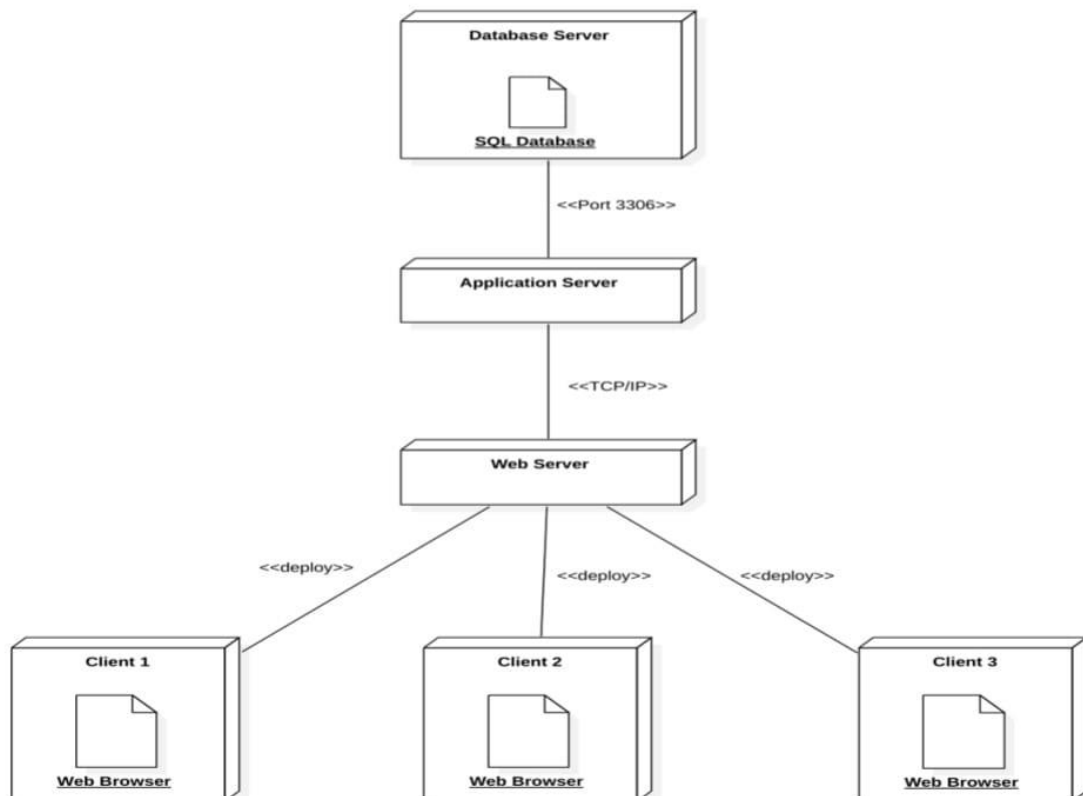 Database Server
SQL Database
<<Port 3306>>
Application Server
<<TCP/IP>>
Web Server
<<deploy>>
<<deploy>>
<<deploy>>
Client 1
Client 2
Client 3
Web Browser
Web Browser
Web Browser